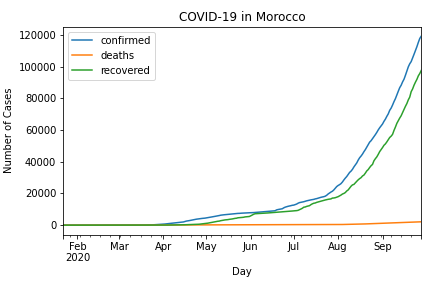 COVID-19 in Morocco
confirmed
deaths
recovered
120000
100000
80000
60000
40000
20000
0
Number of Cases
Feb Mar Apr May Jun Jul Aug Sep
2020
Day